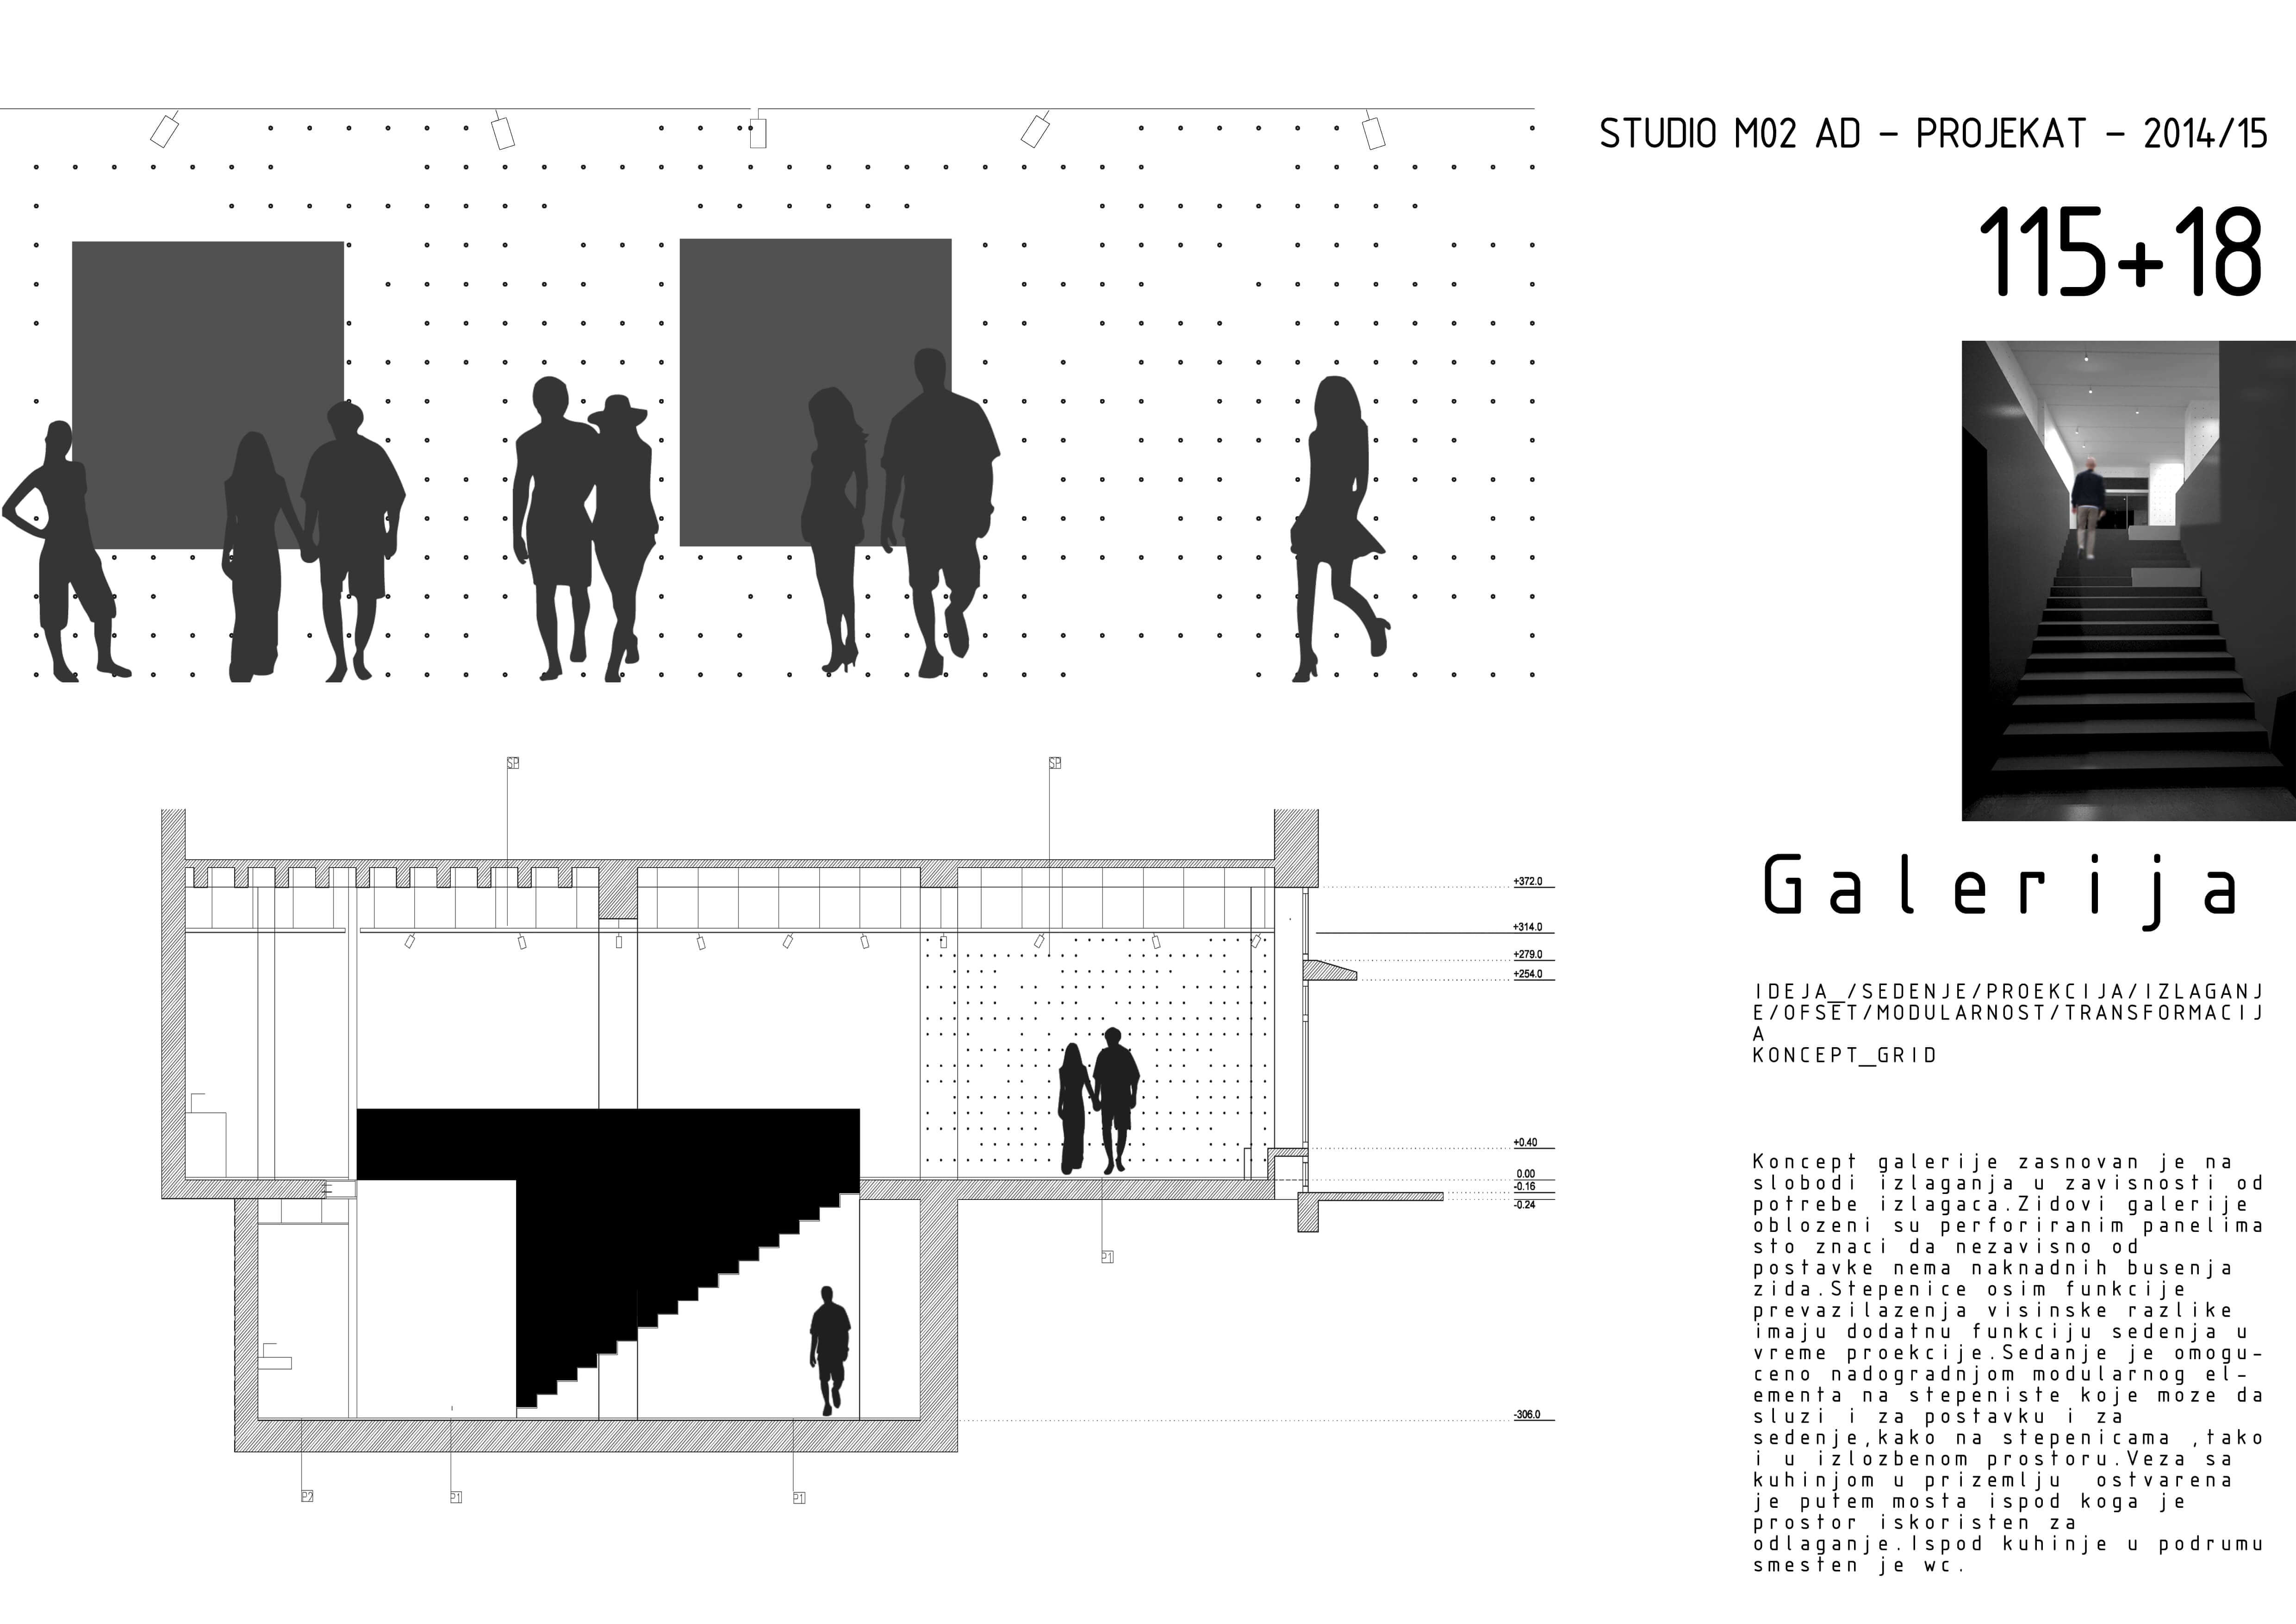 STUDIO M02 AD - PROJEKAT - 2014/15
115+18
Galerija
IDEJA_/SEDENJE/PROEKCIJA/IZLAGANJ
E/OFSET/MODULARNOST/TRANSFORMACIJ
A
KONCEPT_GRID
Koncept galerije zasnovan je na
slobodi izlaganja u zavisnosti od
potrebe izlagaca.Zidovi galerije
oblozeni su perforiranim panelima
sto znaci da nezavisno od
postavke nema naknadnih busenja
zida.Stepenice osim funkcije
prevazilazenja visinske razlike
imaju dodatnu funkciju sedenja u
vreme proekcije.Sedanje je omogu-
ceno nadogradnjom modularnog el-
ementa na stepeniste koje moze da
sluzi i za postavku i za
sedenje,kako na stepenicama ,tako
i u izlozbenom prostoru.Veza sa
kuhinjom u prizemlju ostvarena
je putem mosta ispod koga je
prostor iskoristen za
odlaganje.Ispod kuhinje u podrumu
smesten je wc.
SP
SP
+372.0
+314.0
+279.0
+254.0
+0.40
0.00
-0.16
-0.24
P1
-306.0
P2
P1
P1